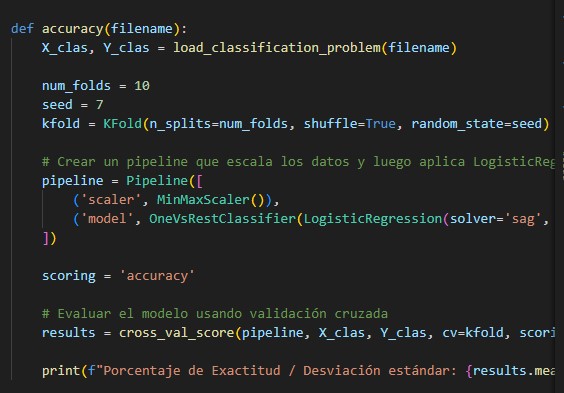 def accuracy(filename):
    X_clas, Y_clas = load_classification_problem(filename)
    num_folds = 10
    seed = 7
    kfold = KFold(n_splits=num_folds, shuffle=True, random_state=seed)
    # Crear un pipeline que escala los datos y luego aplica LogisticReg
    pipeline = Pipeline([
        ('scaler', MinMaxScaler()),
        ('model', OneVsRestClassifier(LogisticRegression(solver='sag',
    ])
    scoring = 'accuracy'
    # Evaluar el modelo usando validación cruzada
    results = cross_val_score(pipeline, X_clas, Y_clas, cv=kfold, scori
    print(f"Porcentaje de Exactitud / Desviación estándar: {results.mea